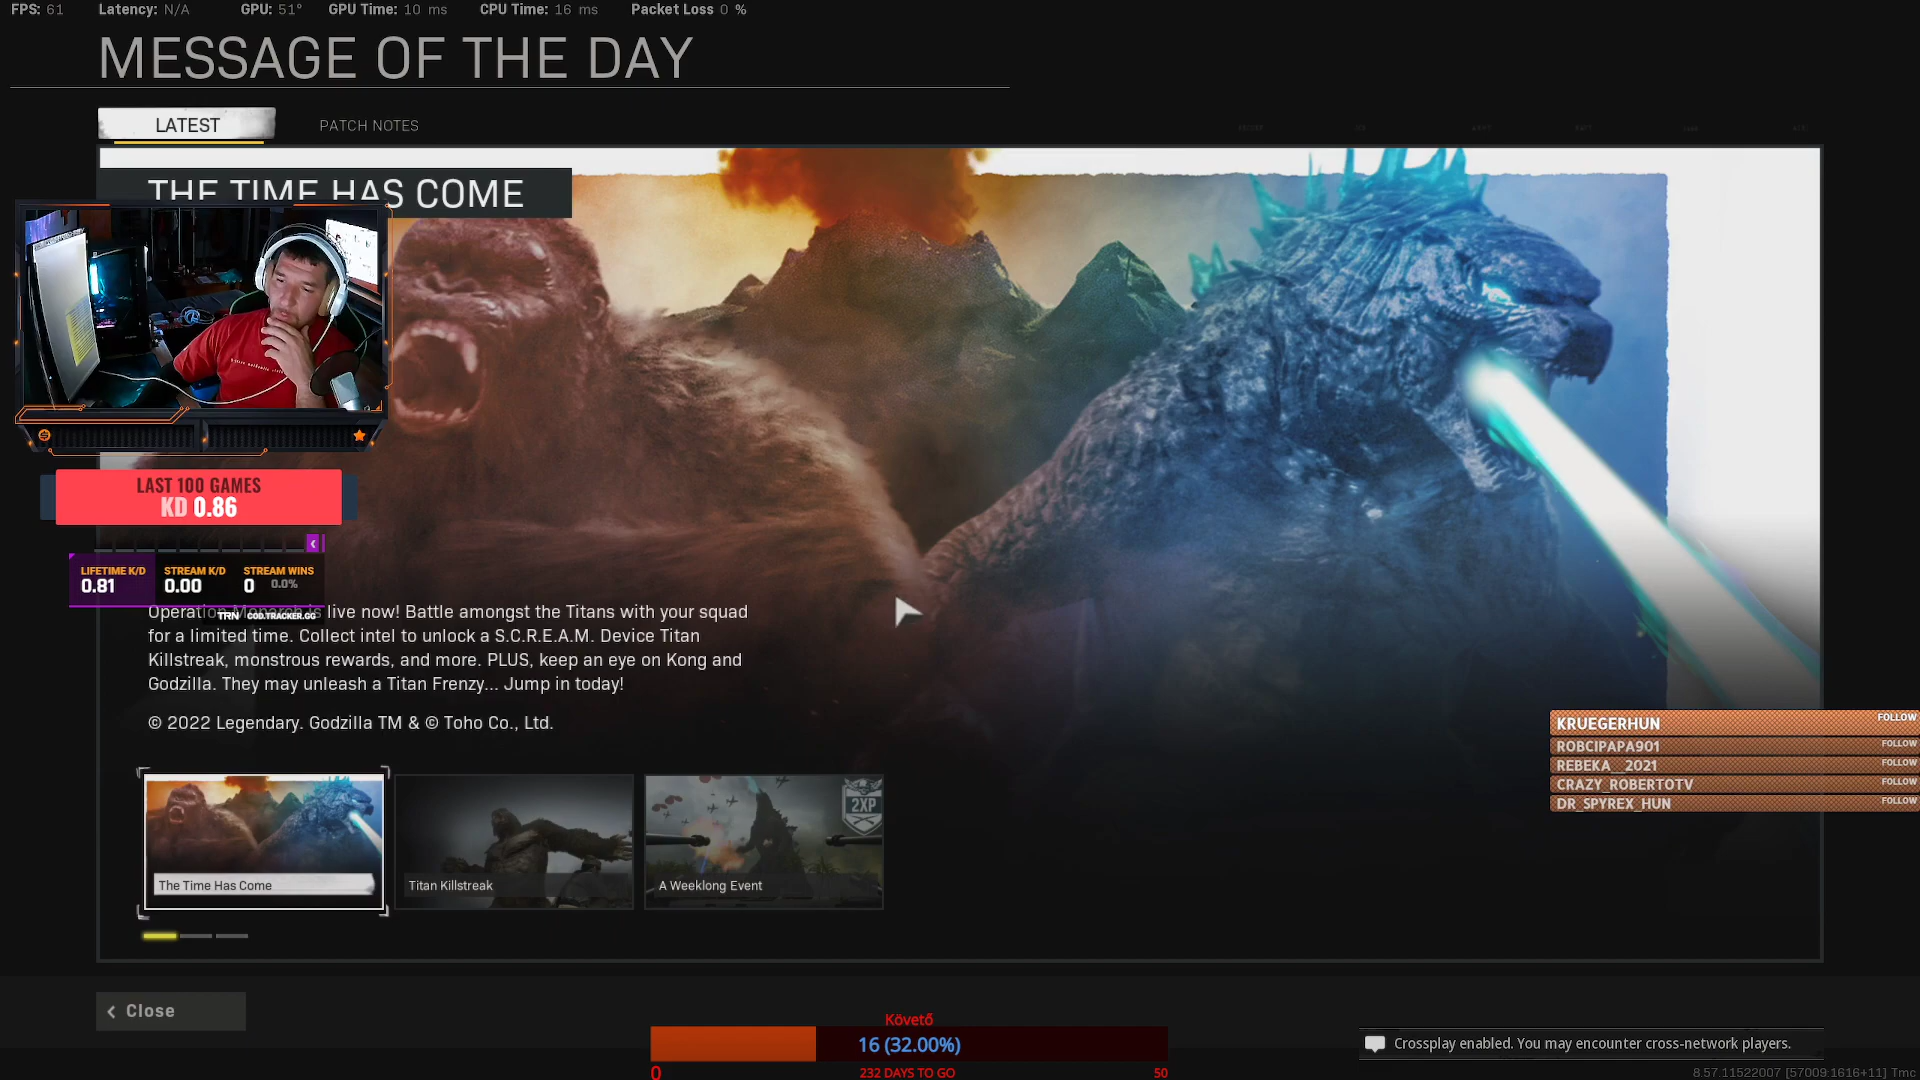 FPS: 61 Latency: N/A GPU: 51° GPU Time: 10 ms CPU Time: 16 ms Packet Loss 0 %
MESSAGE OF THE DAY
LATEST PATCH NOTES
THE TIME HAS COME
LAST 100 GAMES
KD 0.86
LIFETIME K/D STREAM K/D STREAM WINS
0.81 0.00 0 0.0%
TRN COD.TRACKER.GG
Operation Monarch is live now! Battle amongst the Titans with your squad
for a limited time. Collect intel to unlock a S.C.R.E.A.M. Device Titan
Killstreak, monstrous rewards, and more. PLUS, keep an eye on Kong and
Godzilla. They may unleash a Titan Frenzy... Jump in today!
© 2022 Legendary. Godzilla TM & © Toho Co., Ltd.
KRUEGERHUN FOLLOW
ROBCIPAPA901 FOLLOW
REBEKA__2021 FOLLOW
CRAZY_ROBERTOTV FOLLOW
DR_SPYREX_HUN FOLLOW
2XP
The Time Has Come
Titan Killstreak
A Weeklong Event
Close
Követő
16 (32.00%)
0 232 DAYS TO GO 50
Crossplay enabled. You may encounter cross-network players.
8.57.11522007 [57009:1616+11] Tmc